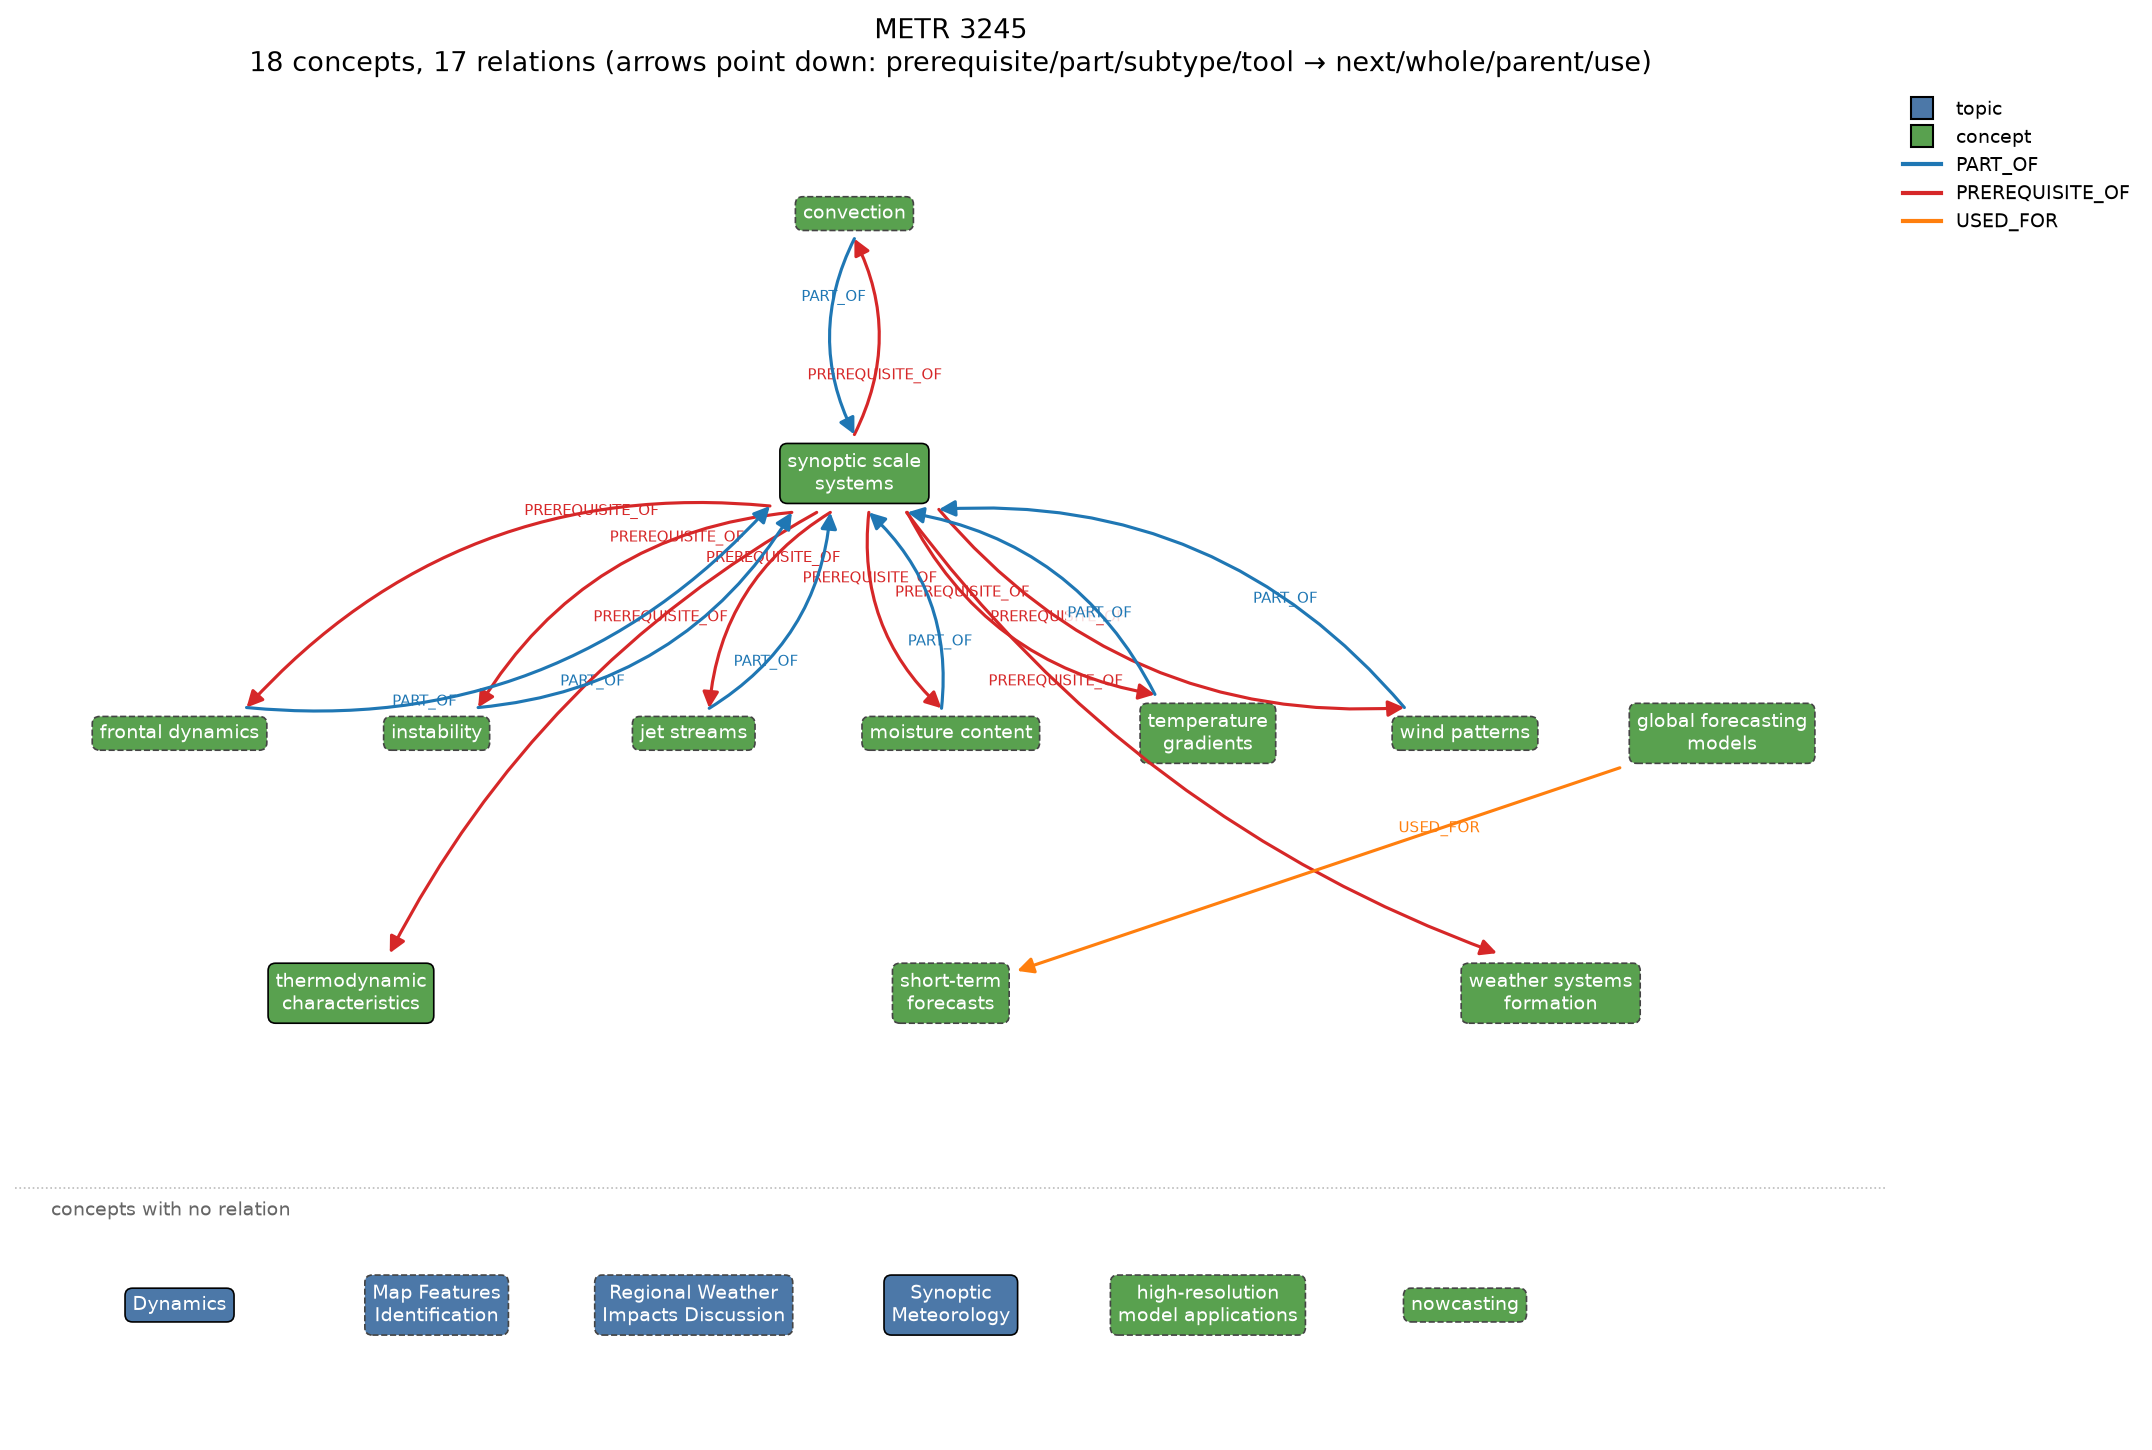 METR 3245
18 concepts, 17 relations (arrows point down: prerequisite/part/subtype/tool → next/whole/parent/use)
topic
concept
PART_OF
PREREQUISITE_OF
USED_FOR
convection
PART_OF
PREREQUISITE_OF
synoptic scale
systems
PREREQUISITE_OF
PREREQUISITE_OF
PREREQUISITE_OF
PREREQUISITE_OF
PREREQUISITE_OF
PART_OF
PREREQUISITE_OF
PREREQUISITE_OF
PART_OF
PART_OF
PART_OF
PART_OF
PREREQUISITE_OF
PART_OF
frontal dynamics
instability
jet streams
moisture content
temperature
gradients
wind patterns
global forecasting
models
USED_FOR
thermodynamic
characteristics
short-term
forecasts
weather systems
formation
concepts with no relation
Dynamics
Map Features
Identification
Regional Weather
Impacts Discussion
Synoptic
Meteorology
high-resolution
model applications
nowcasting